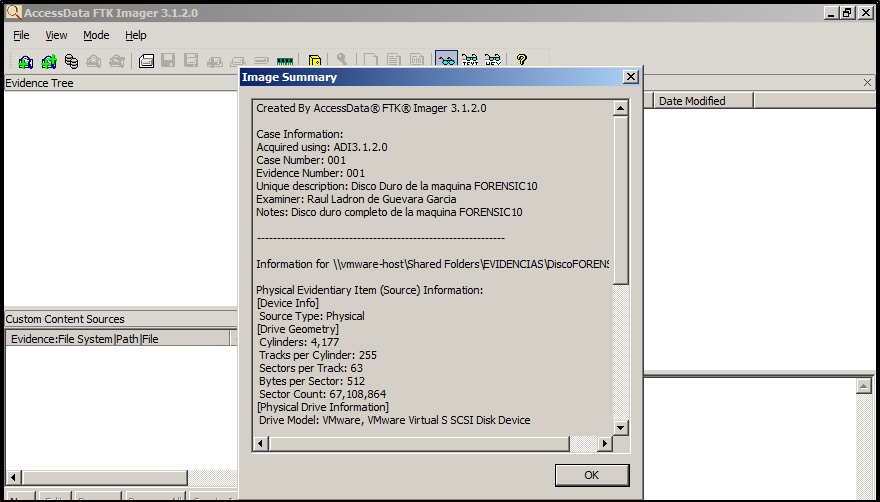 AccessData FTK Imager 3.1.2.0
File View Mode Help
Evidence Tree
Date Modified
Custom Content Sources
Evidence:File System|Path|File
Image Summary
Created By AccessData® FTK® Imager 3.1.2.0
Case Information:
Acquired using: ADI3.1.2.0
Case Number: 001
Evidence Number: 001
Unique description: Disco Duro de la maquina FORENSIC10
Examiner: Raul Ladron de Guevara Garcia
Notes: Disco duro completo de la maquina FORENSIC10
--------------------------------------------------------------
Information for \\vmware-host\Shared Folders\EVIDENCIAS\DiscoFORENS
Physical Evidentiary Item (Source) Information:
[Device Info]
Source Type: Physical
[Drive Geometry]
Cylinders: 4,177
Tracks per Cylinder: 255
Sectors per Track: 63
Bytes per Sector: 512
Sector Count: 67,108,864
[Physical Drive Information]
Drive Model: VMware, VMware Virtual S SCSI Disk Device
OK